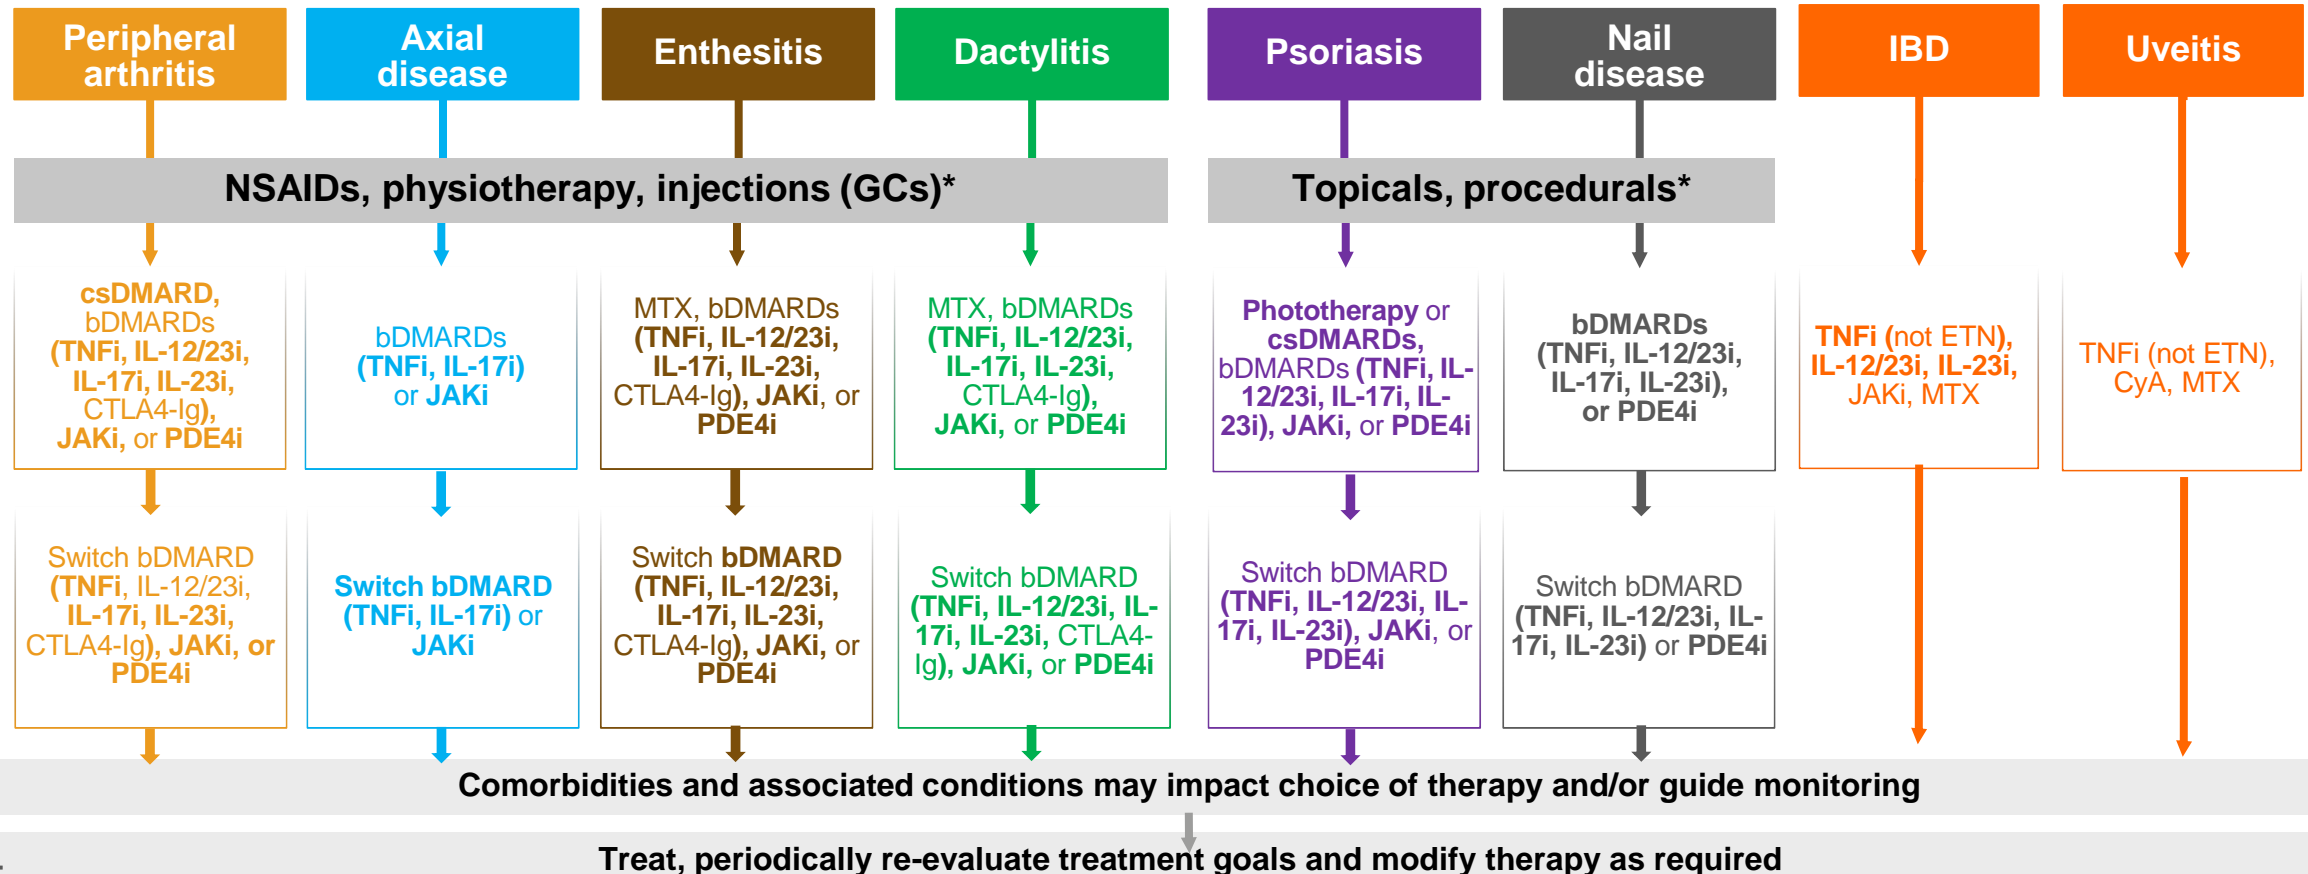 Peripheral
arthritis
Axial
disease
Enthesitis
Dactylitis
Psoriasis
Nail
disease
IBD
Uveitis
NSAIDs, physiotherapy, injections (GCs)*
Topicals, procedurals*
csDMARD,
bDMARDs
(TNFi, IL-12/23i,
IL-17i, IL-23i,
CTLA4-Ig),
JAKi, or PDE4i
bDMARDs
(TNFi, IL-17i)
or JAKi
MTX, bDMARDs
(TNFi, IL-12/23i,
IL-17i, IL-23i,
CTLA4-Ig), JAKi, or
PDE4i
MTX, bDMARDs
(TNFi, IL-12/23i,
IL-17i, IL-23i,
CTLA4-Ig),
JAKi, or PDE4i
Phototherapy or
csDMARDs,
bDMARDs (TNFi, IL-
12/23i, IL-17i, IL-
23i), JAKi, or PDE4i
bDMARDs
(TNFi, IL-12/23i,
IL-17i, IL-23i),
or PDE4i
TNFi (not ETN),
IL-12/23i, IL-23i,
JAKi, MTX
TNFi (not ETN),
CyA, MTX
Switch bDMARD
(TNFi, IL-12/23i,
IL-17i, IL-23i,
CTLA4-Ig), JAKi, or
PDE4i
Switch bDMARD
(TNFi, IL-17i) or
JAKi
Switch bDMARD
(TNFi, IL-12/23i,
IL-17i, IL-23i,
CTLA4-Ig), JAKi, or
PDE4i
Switch bDMARD
(TNFi, IL-12/23i, IL-
17i, IL-23i, CTLA4-
Ig), JAKi, or PDE4i
Switch bDMARD
(TNFi, IL-12/23i, IL-
17i, IL-23i), JAKi, or
PDE4i
Switch bDMARD
(TNFi, IL-12/23i, IL-
17i, IL-23i) or PDE4i
Comorbidities and associated conditions may impact choice of therapy and/or guide monitoring
Treat, periodically re-evaluate treatment goals and modify therapy as required